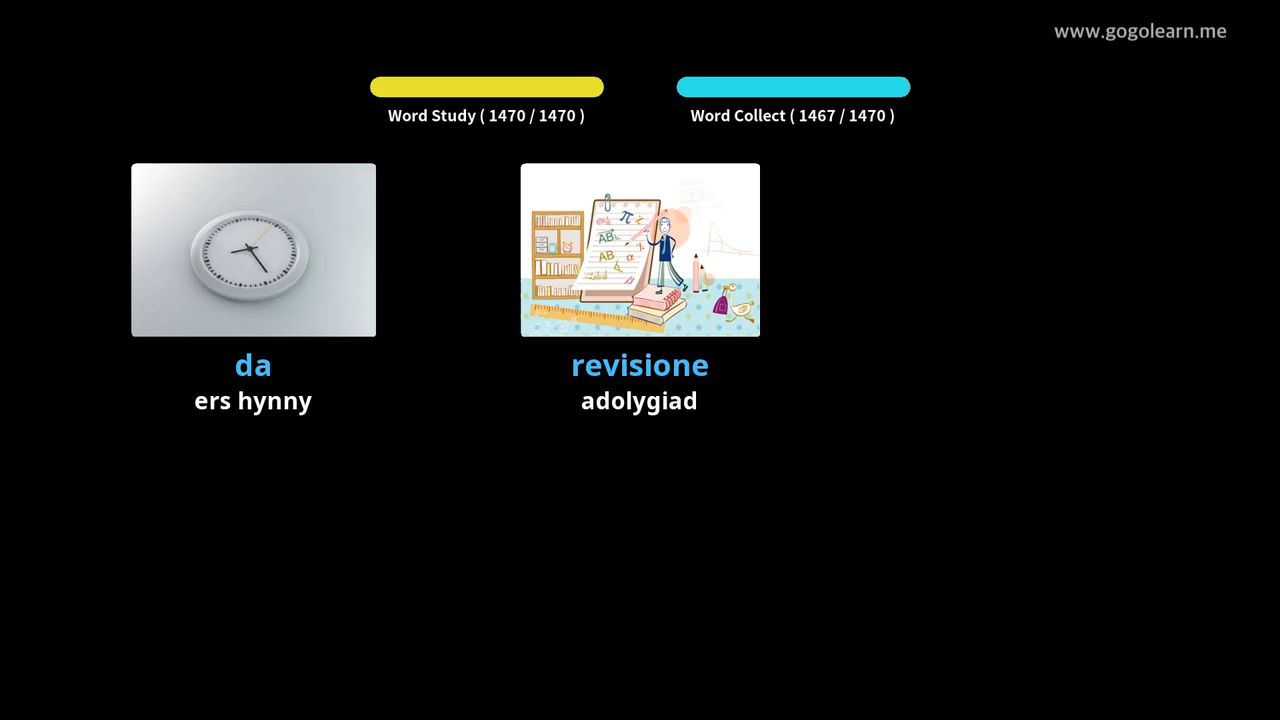 www.gogolearn.me
Word Study ( 1470 / 1470 )
Word Collect ( 1467 / 1470 )
da
ers hynny
revisione
adolygiad